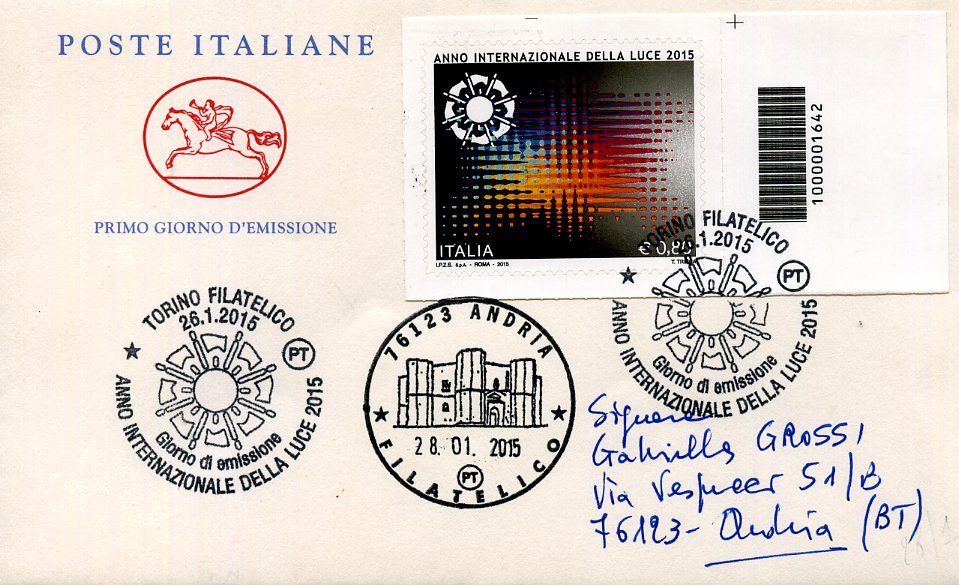 POSTE ITALIANE
PRIMO GIORNO D'EMISSIONE
ANNO INTERNAZIONALE DELLA LUCE 2015
ITALIA
€ 0,80
I.P.Z.S. S.p.A. - ROMA - 2015
T. TRINCA
1000001642
TORINO FILATELICO
26.1.2015
PT
Giorno di emissione
ANNO INTERNAZIONALE DELLA LUCE 2015
76123 ANDRIA
28.01.2015
PT
FILATELICO
TORINO FILATELICO
26.1.2015
PT
Giorno di emissione
ANNO INTERNAZIONALE DELLA LUCE 2015
Signora
Gabriella GROSSI
Via Vespucci 51/B
76123 - Andria (BT)